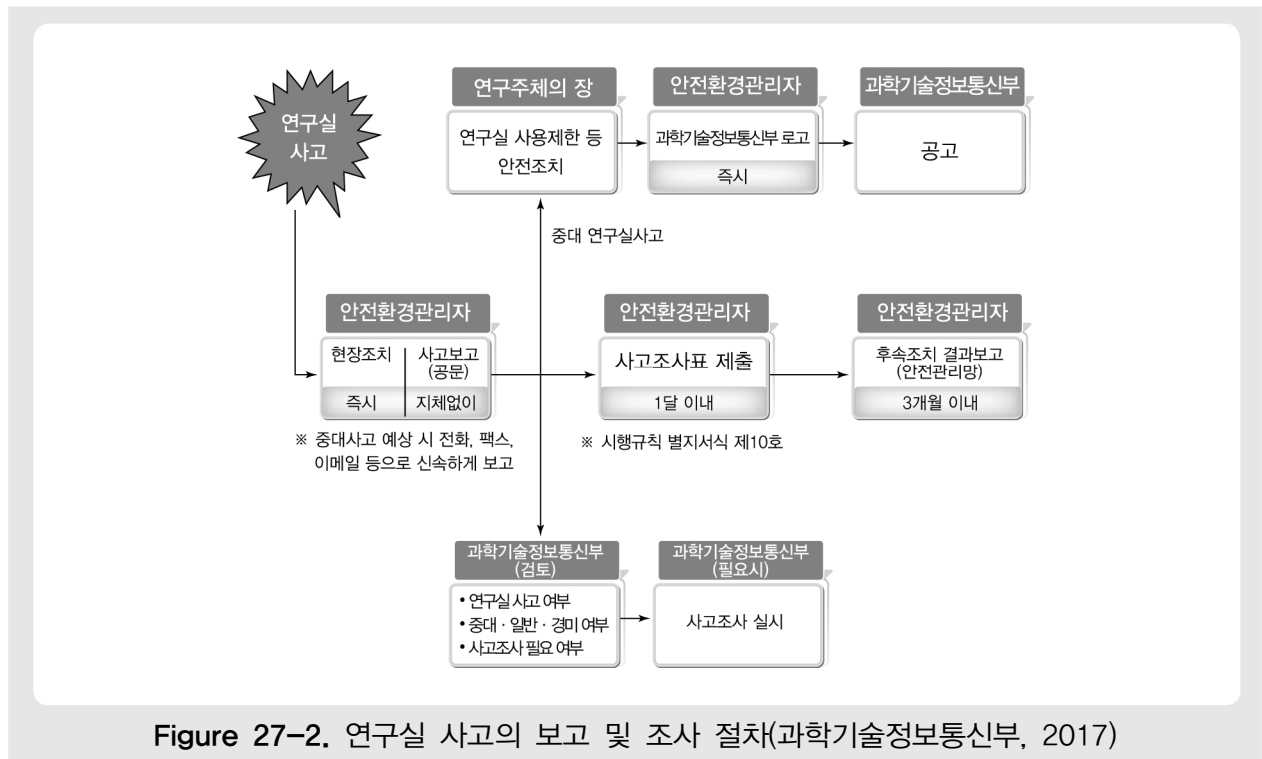 연구실
사고
연구주체의 장
연구실 사용제한 등
안전조치
안전환경관리자
과학기술정보통신부 로고
즉시
과학기술정보통신부
공고
중대 연구실사고
안전환경관리자
현장조치
즉시
사고보고
(공문)
지체없이
※ 중대사고 예상 시 전화, 팩스,
이메일 등으로 신속하게 보고
안전환경관리자
사고조사표 제출
1달 이내
※ 시행규칙 별지서식 제10호
안전환경관리자
후속조치 결과보고
(안전관리망)
3개월 이내
과학기술정보통신부
(검토)
• 연구실 사고 여부
• 중대 · 일반 · 경미 여부
• 사고조사 필요 여부
과학기술정보통신부
(필요시)
사고조사 실시
Figure 27-2. 연구실 사고의 보고 및 조사 절차(과학기술정보통신부, 2017)